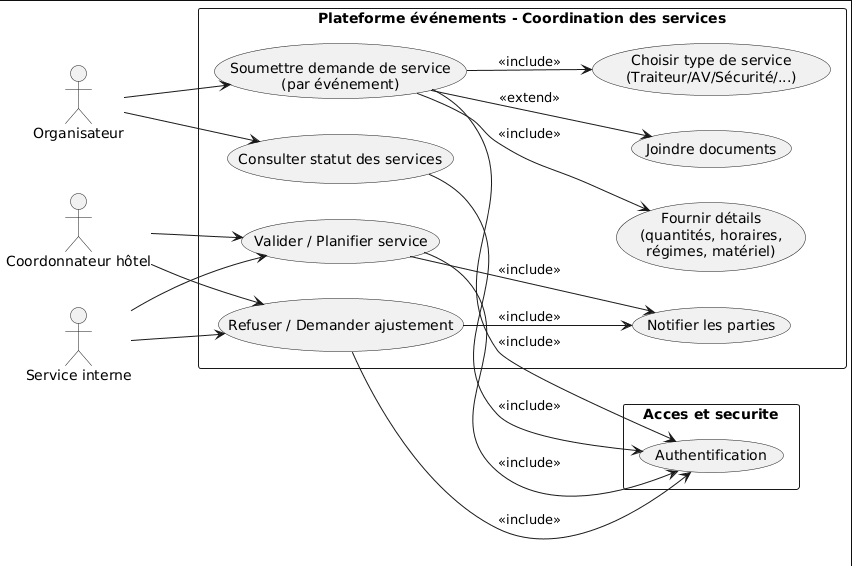 Plateforme événements - Coordination des services
Soumettre demande de service
(par événement)
«include»
Choisir type de service
(Traiteur/AV/Sécurité/...)
«extend»
Organisateur
«include»
Joindre documents
Consulter statut des services
Fournir détails
(quantités, horaires,
régimes, matériel)
Valider / Planifier service
Coordonnateur hôtel
«include»
«include»
Refuser / Demander ajustement
Notifier les parties
«include»
Service interne
«include»
Acces et securite
Authentification
«include»
«include»